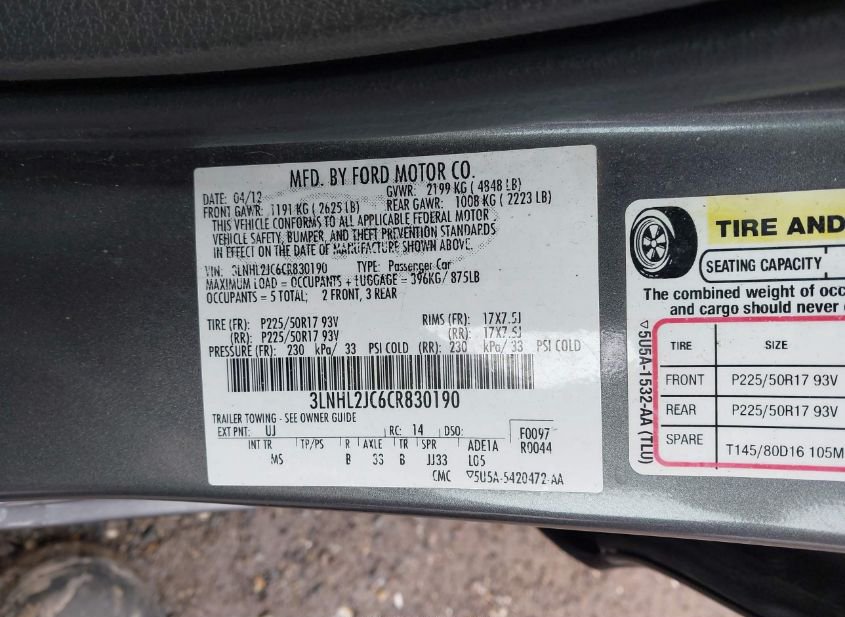 MFD. BY FORD MOTOR CO.
DATE: 04/12 GVWR: 2199 KG ( 4848 LB)
FRONT GAWR: 1191 KG ( 2625 LB) REAR GAWR: 1008 KG ( 2223 LB)
THIS VEHICLE CONFORMS TO ALL APPLICABLE FEDERAL MOTOR
VEHICLE SAFETY, BUMPER, AND THEFT PREVENTION STANDARDS
IN EFFECT ON THE DATE OF MANUFACTURE SHOWN ABOVE.
VIN: 3LNHL2JC6CR830190 TYPE: Passenger Car
MAXIMUM LOAD = OCCUPANTS + LUGGAGE = 396KG/ 875LB
OCCUPANTS = 5 TOTAL; 2 FRONT, 3 REAR
TIRE (FR): P225/50R17 93V RIMS (FR): 17X7.5J
(RR): P225/50R17 93V (RR): 17X7.5J
PRESSURE (FR): 230 kPa/ 33 PSI COLD (RR): 230 kPa/ 33 PSI COLD
3LNHL2JC6CR830190
TRAILER TOWING - SEE OWNER GUIDE
EXT PNT: UJ RC: 14 DSO: F0097
R0044
INT TR TP/PS R AXLE TR SPR ADE1A
M5 B 33 B JJ33 L05
CMC ▽5U5A-5420472-AA
TIRE AND
SEATING CAPACITY
The combined weight of occ
and cargo should never
▽5U5A-1532-AA (TLU)
TIRE SIZE
FRONT P225/50R17 93V
REAR P225/50R17 93V
SPARE T145/80D16 105M